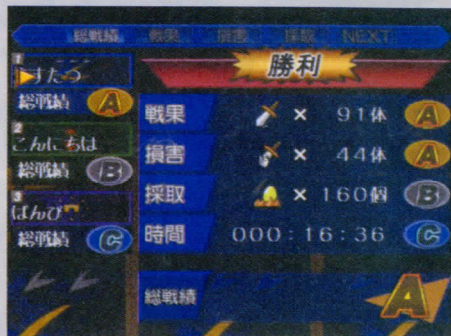 総戦績 戦果 損害 採取 NEXT
勝利
1
すたつ
総戦績 A
2
こんにちは
総戦績 B
3
ばんび
総戦績 C
戦果 × 91体 A
損害 × 44体 A
採取 × 160個 B
時間 000:16:36 C
総戦績 A